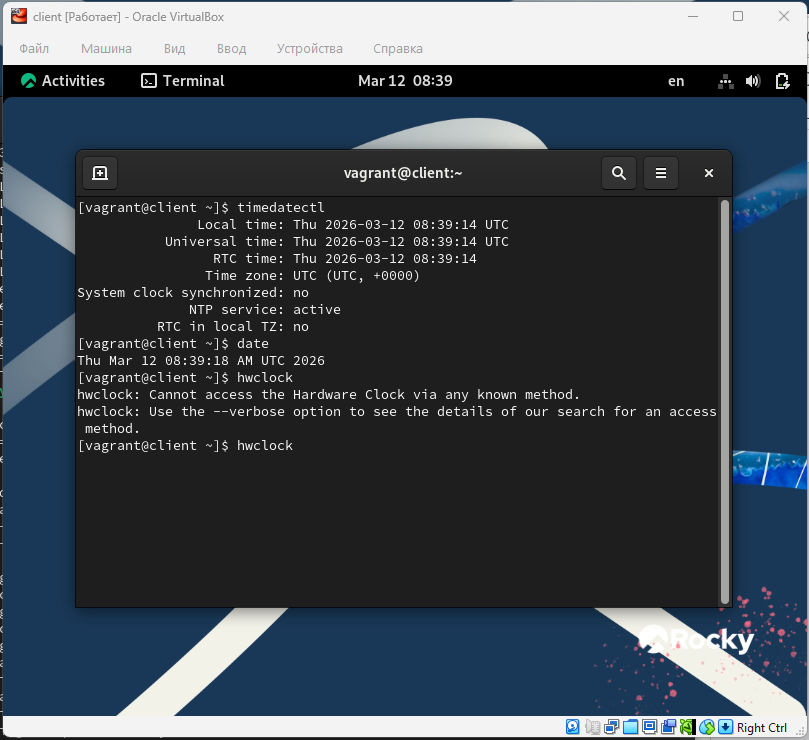 client [Работает] - Oracle VirtualBox
Файл Машина Вид Ввод Устройства Справка
Activities Terminal Mar 12 08:39 en
vagrant@client:~
[vagrant@client ~]$ timedatectl
Local time: Thu 2026-03-12 08:39:14 UTC
Universal time: Thu 2026-03-12 08:39:14 UTC
RTC time: Thu 2026-03-12 08:39:14
Time zone: UTC (UTC, +0000)
System clock synchronized: no
NTP service: active
RTC in local TZ: no
[vagrant@client ~]$ date
Thu Mar 12 08:39:18 AM UTC 2026
[vagrant@client ~]$ hwclock
hwclock: Cannot access the Hardware Clock via any known method.
hwclock: Use the --verbose option to see the details of our search for an access
method.
[vagrant@client ~]$ hwclock
Rocky
Right Ctrl